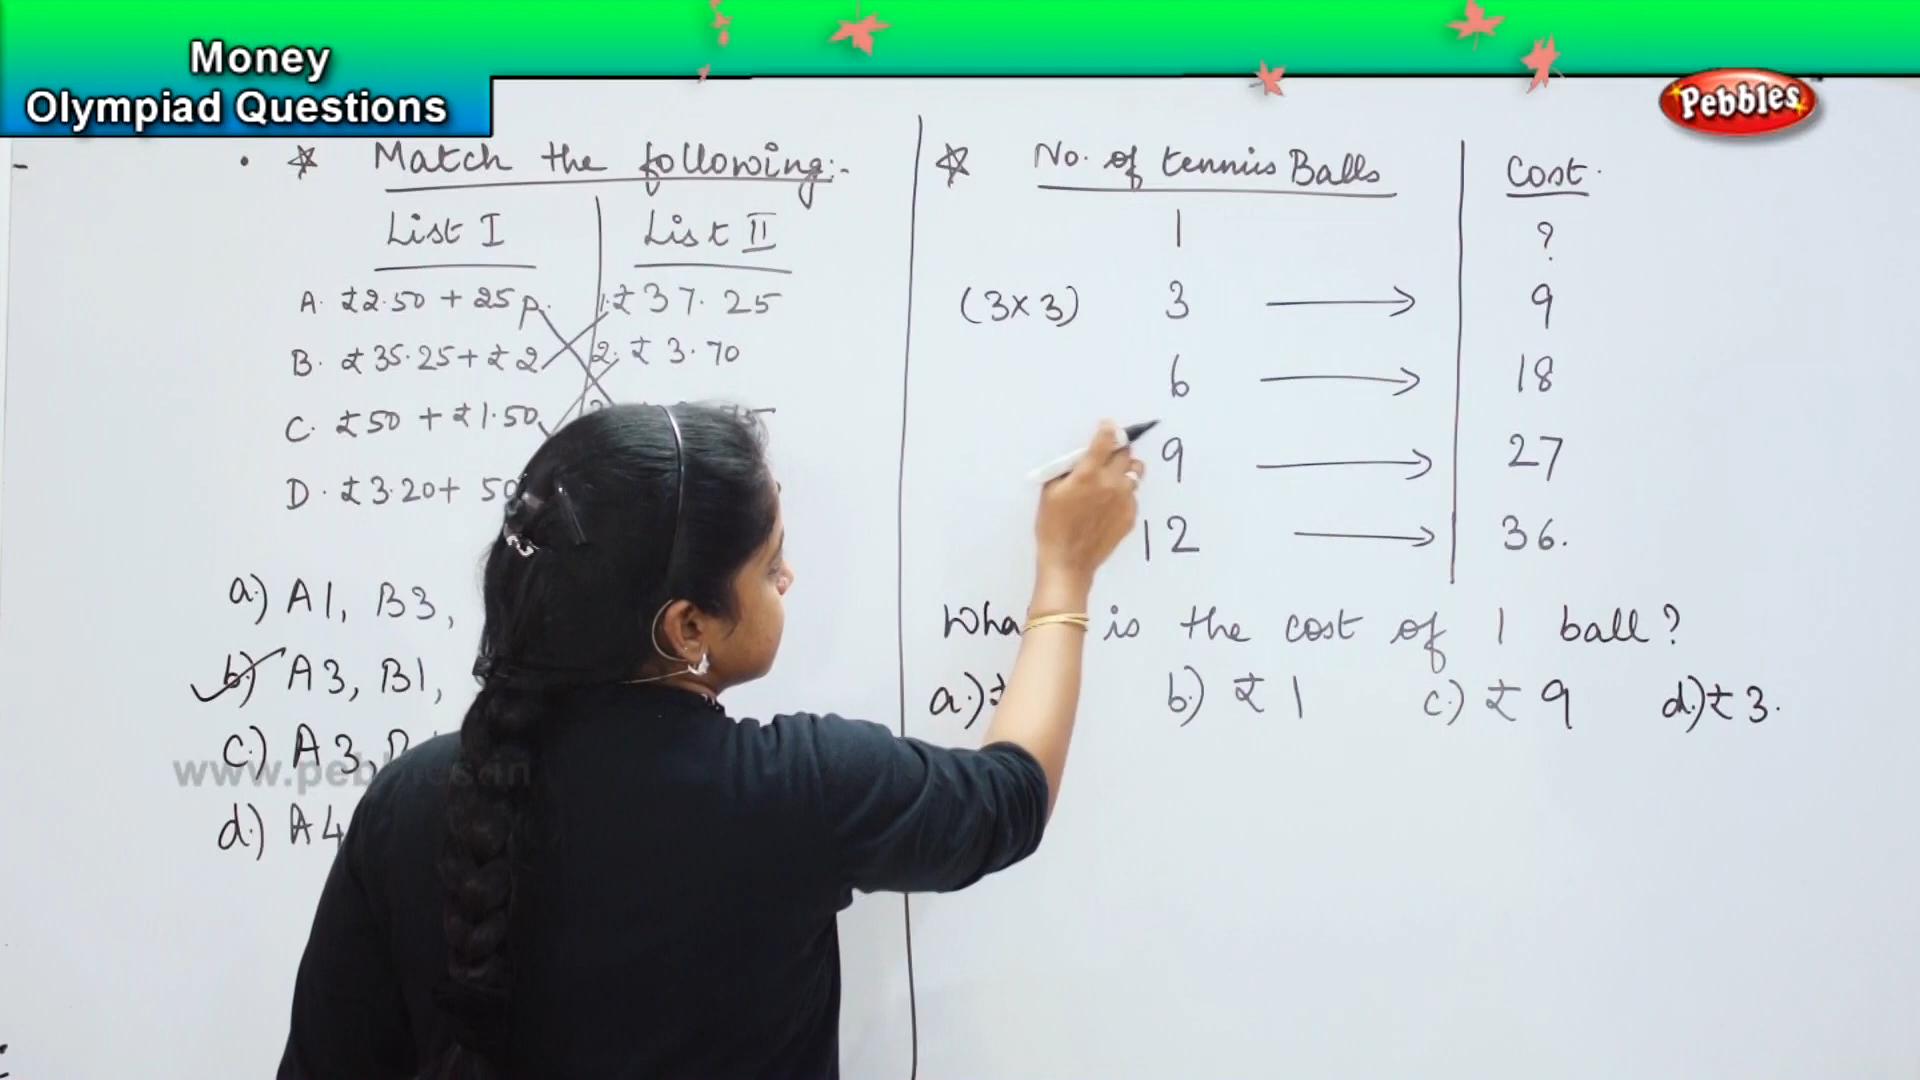 Money
Olympiad Questions
Pebbles
☆ Match the following:-
List I List II
A. ₹2.50 + 25 p. 1. ₹37.25
B. ₹35.25 + ₹2 2. ₹3.70
C. ₹50 + ₹1.50
D. ₹3.20 + 50
a.) A1, B3,
b.) A3, B1,
c.) A3,
d.) A4
☆ No. of tennis Balls Cost.
1 ?
(3×3) 3 → 9
6 → 18
9 → 27
12 → 36.
is the cost of 1 ball?
a.) b.) ₹1 c.) ₹9 d.) ₹3.
www.pebbles.in